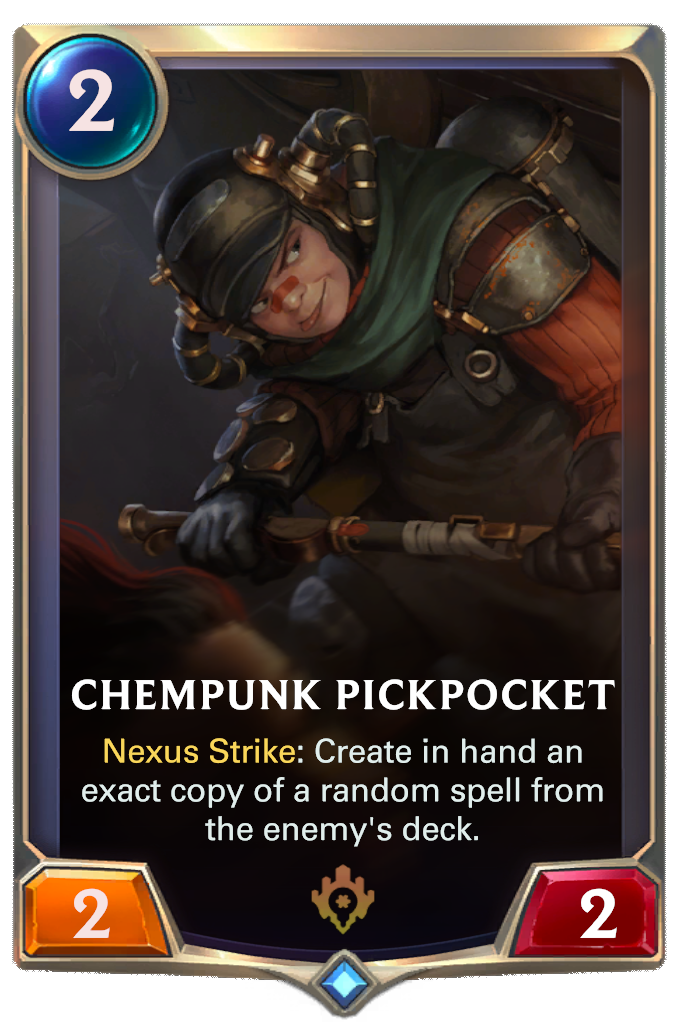 2
CHEMPUNK PICKPOCKET
Nexus Strike: Create in hand an
exact copy of a random spell from
the enemy's deck.
2
2